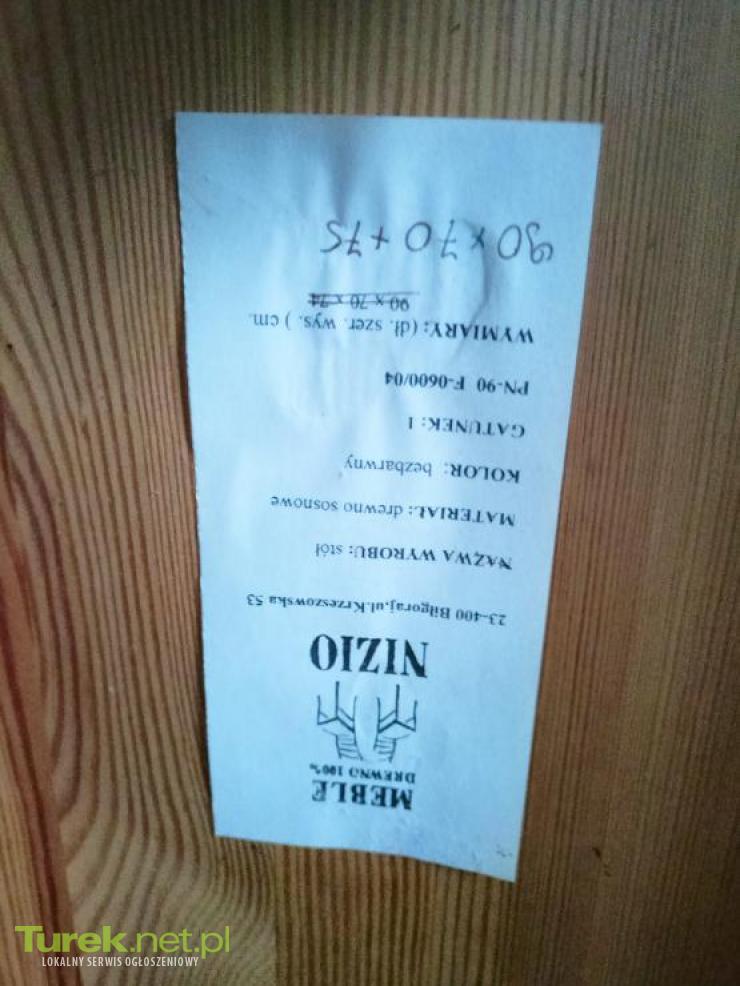 MEBLE
DREWNO 100%
NIZIO
23-400 Biłgoraj,ul.Krzeszowska 53
NAZWA WYROBU: stół
MATERIAŁ: drewno sosnowe
KOLOR: bezbarwny
GATUNEK: I
PN-90 F-0600/04
WYMIARY: (dł. szer. wys. ) cm.
90 x 70 x 74
90 x 70 + 75
Turek.net.pl
LOKALNY SERWIS OGŁOSZENIOWY